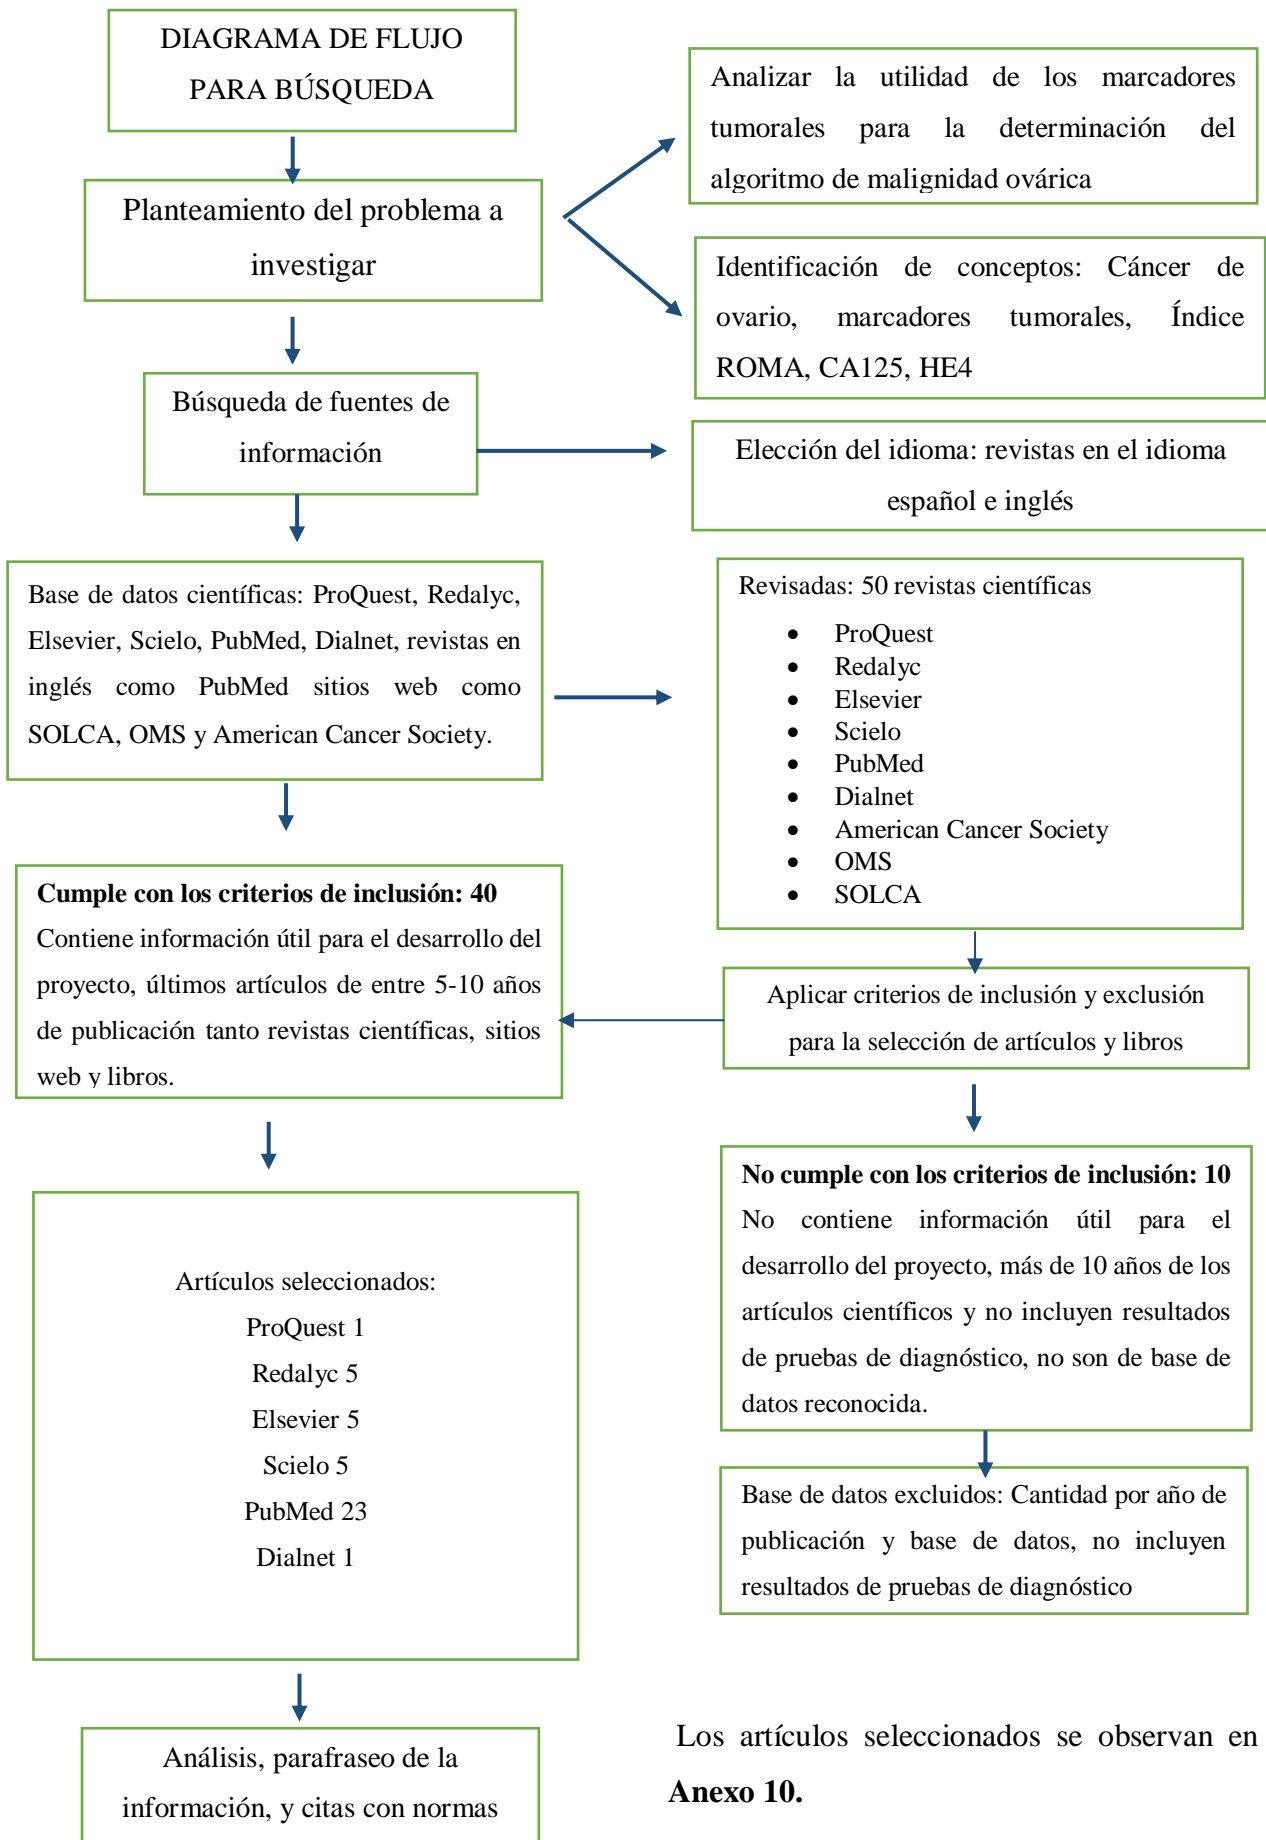 DIAGRAMA DE FLUJO
PARA BÚSQUEDA
Analizar la utilidad de los marcadores
tumorales para la determinación del
algoritmo de malignidad ovárica
Planteamiento del problema a
investigar
Identificación de conceptos: Cáncer de
ovario, marcadores tumorales, Índice
ROMA, CA125, HE4
Búsqueda de fuentes de
información
Elección del idioma: revistas en el idioma
español e inglés
Base de datos científicas: ProQuest, Redalyc,
Elsevier, Scielo, PubMed, Dialnet, revistas en
inglés como PubMed sitios web como
SOLCA, OMS y American Cancer Society.
Revisadas: 50 revistas científicas
• ProQuest
• Redalyc
• Elsevier
• Scielo
• PubMed
• Dialnet
• American Cancer Society
• OMS
• SOLCA
Cumple con los criterios de inclusión: 40
Contiene información útil para el desarrollo del
proyecto, últimos artículos de entre 5-10 años
de publicación tanto revistas científicas, sitios
web y libros.
Aplicar criterios de inclusión y exclusión
para la selección de artículos y libros
No cumple con los criterios de inclusión: 10
No contiene información útil para el
desarrollo del proyecto, más de 10 años de los
artículos científicos y no incluyen resultados
de pruebas de diagnóstico, no son de base de
datos reconocida.
Artículos seleccionados:
ProQuest 1
Redalyc 5
Elsevier 5
Scielo 5
PubMed 23
Dialnet 1
Base de datos excluidos: Cantidad por año de
publicación y base de datos, no incluyen
resultados de pruebas de diagnóstico
Análisis, parafraseo de la
información, y citas con normas
Los artículos seleccionados se observan en
Anexo 10.